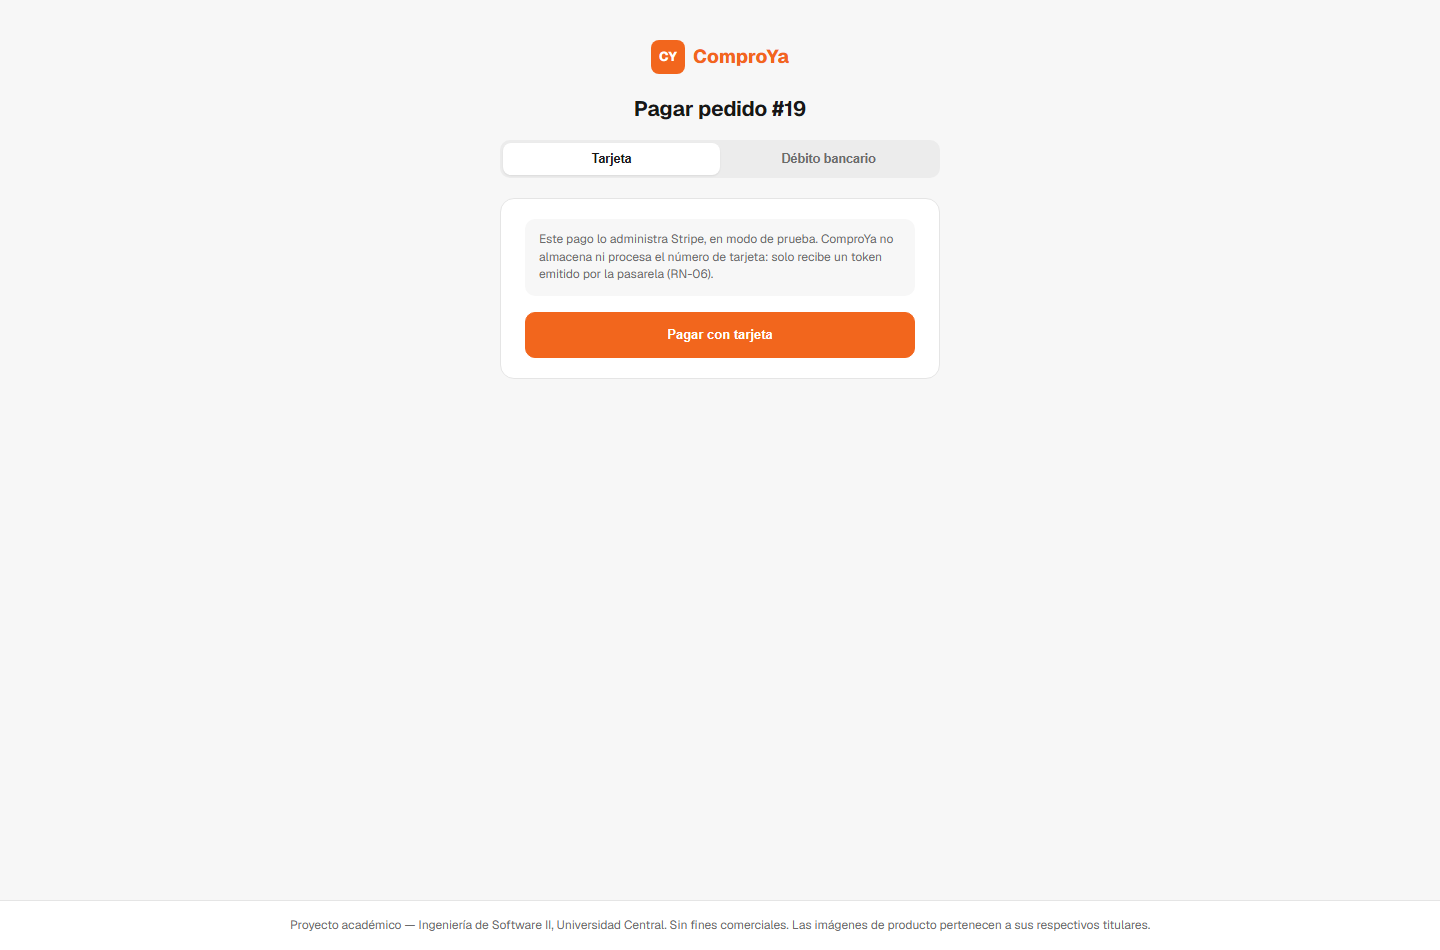 CY ComproYa
Pagar pedido #19
Tarjeta Débito bancario
Este pago lo administra Stripe, en modo de prueba. ComproYa no
almacena ni procesa el número de tarjeta: solo recibe un token
emitido por la pasarela (RN-06).
Pagar con tarjeta
Proyecto académico — Ingeniería de Software II, Universidad Central. Sin fines comerciales. Las imágenes de producto pertenecen a sus respectivos titulares.